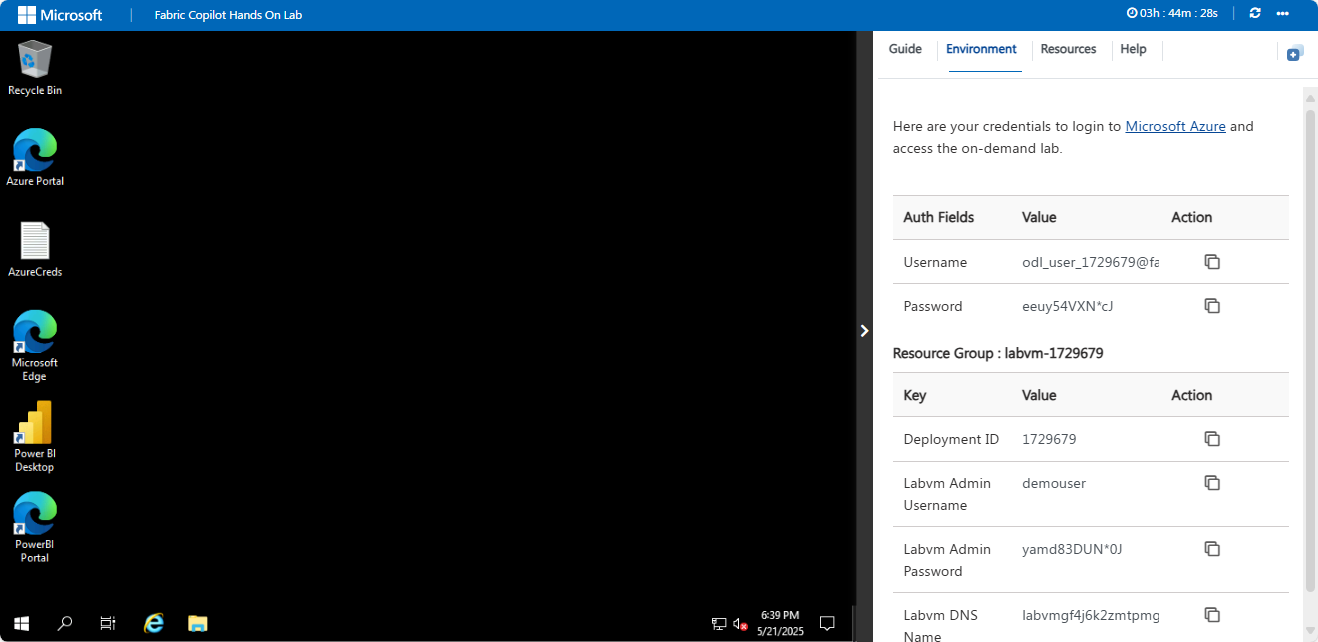 Microsoft
Fabric Copilot Hands On Lab
03h : 44m : 28s
Recycle Bin
Azure Portal
AzureCreds
Microsoft
Edge
Power BI
Desktop
PowerBI
Portal
6:39 PM
5/21/2025
Guide
Environment
Resources
Help
Here are your credentials to login to Microsoft Azure and
access the on-demand lab.
Auth Fields Value Action
Username odl_user_1729679@fa
Password eeuy54VXN*cJ
Resource Group : labvm-1729679
Key Value Action
Deployment ID 1729679
Labvm Admin
Username
demouser
Labvm Admin
Password
yamd83DUN*0J
Labvm DNS
Name
labvmgf4j6k2zmtpmg